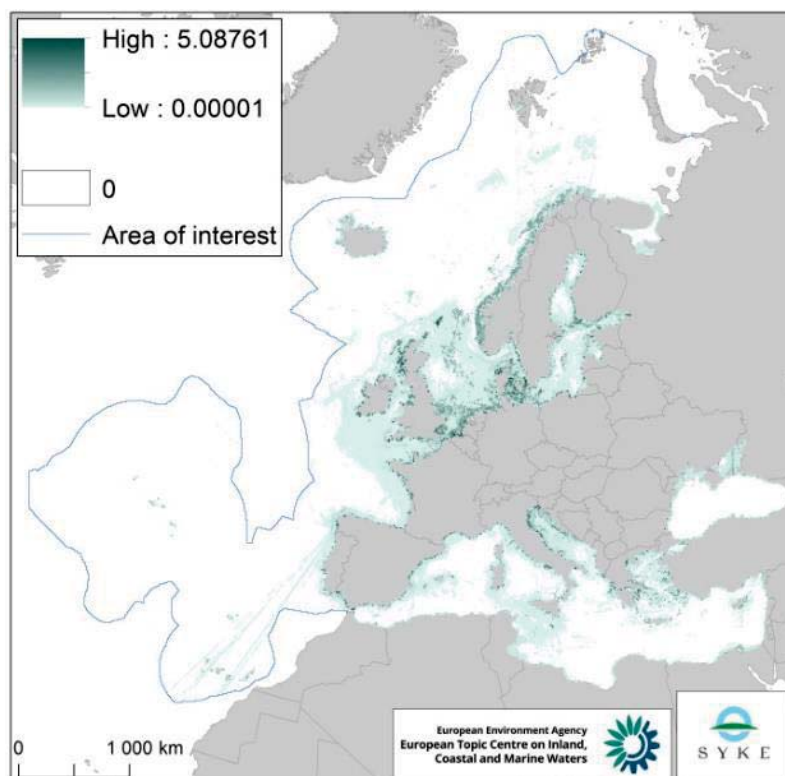 High : 5.08761
Low : 0.00001
0
Area of interest
0 1 000 km
European Environment Agency
European Topic Centre on Inland,
Coastal and Marine Waters
SYKE